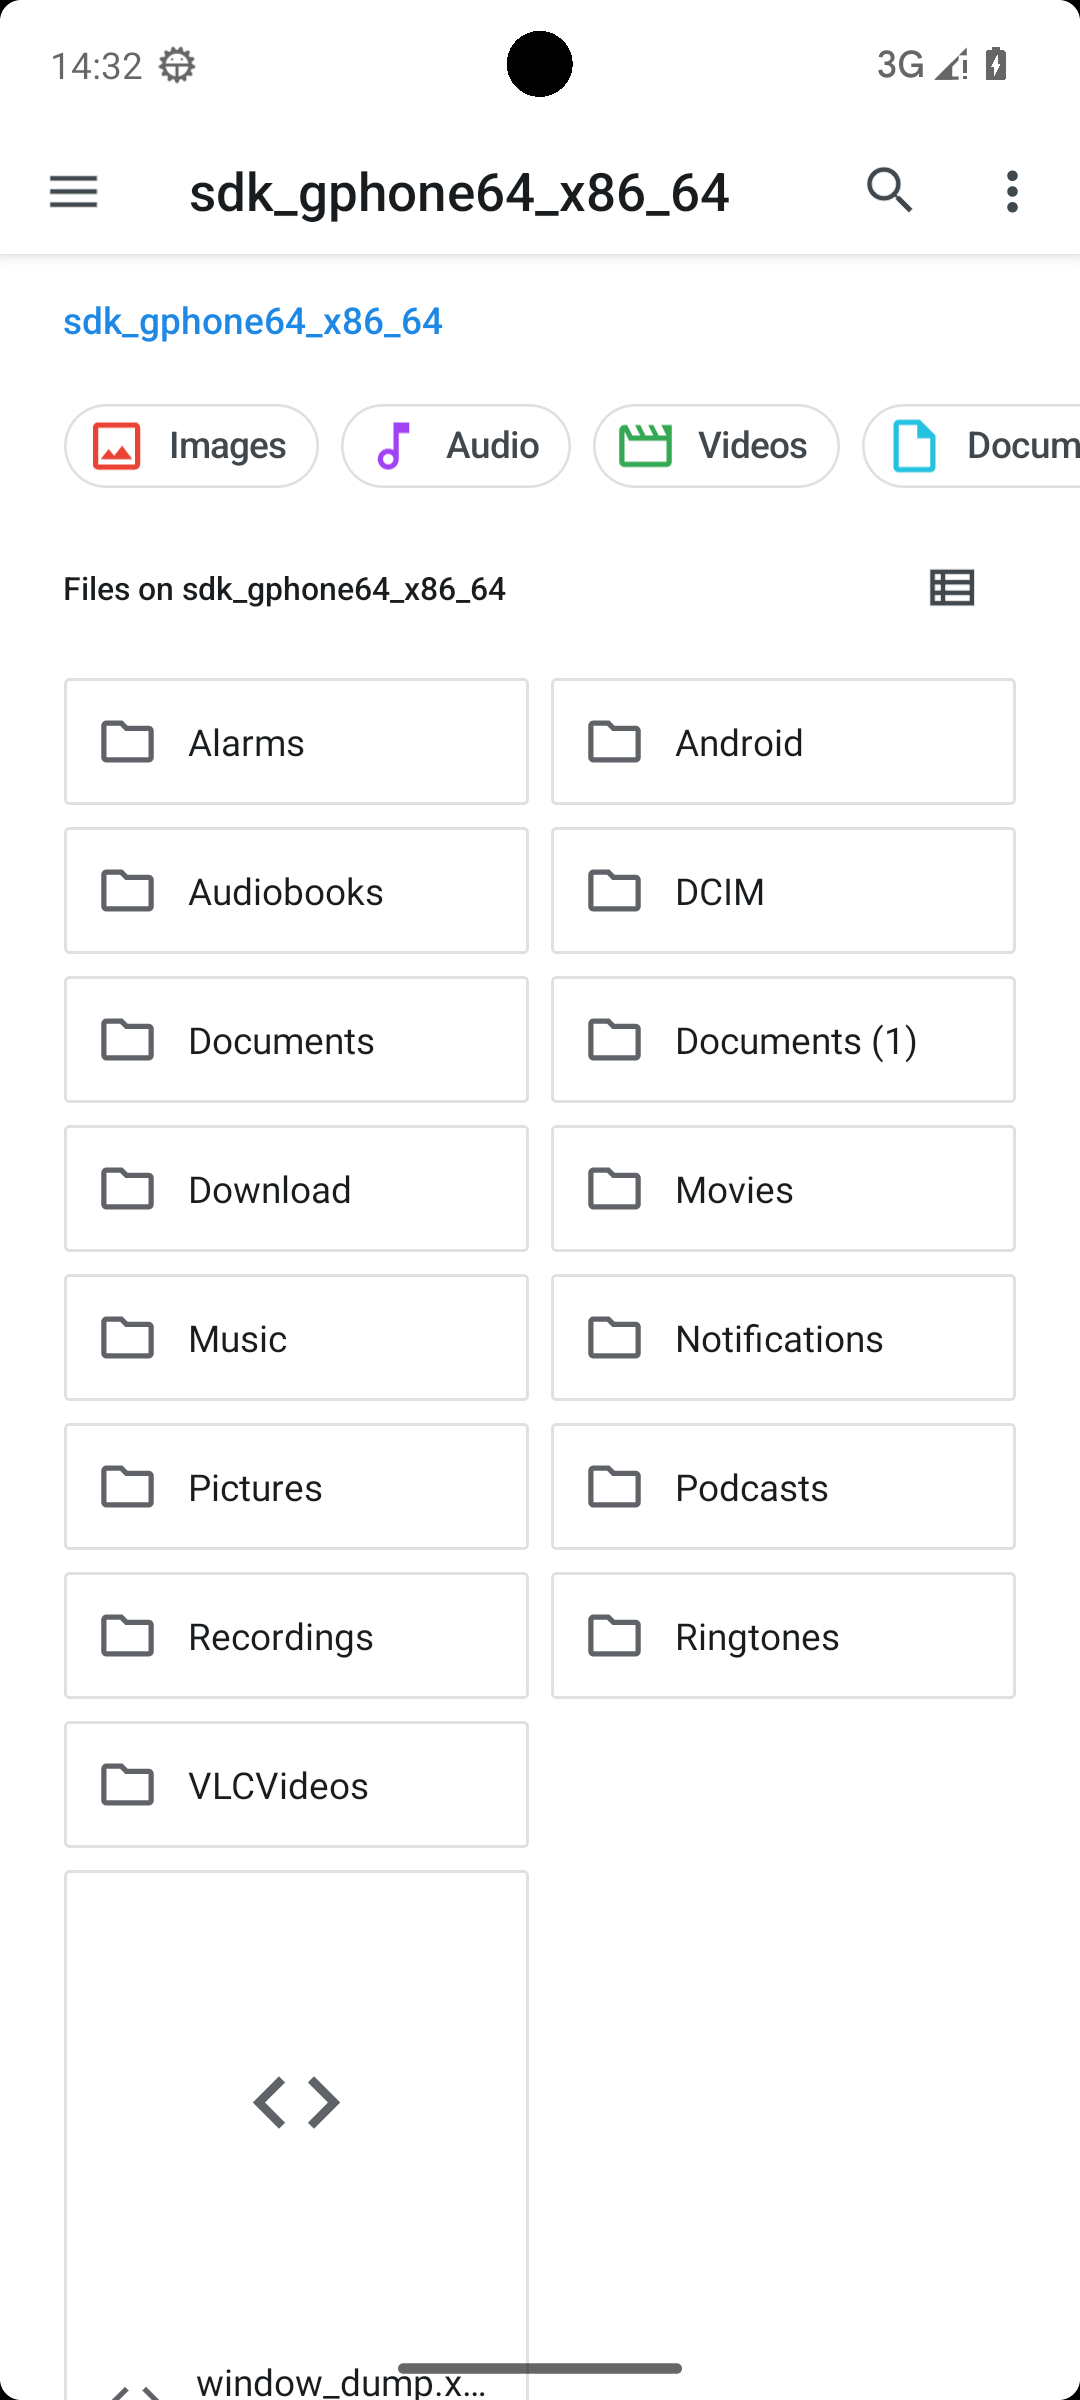 14:32 3G
sdk_gphone64_x86_64
sdk_gphone64_x86_64
Images Audio Videos Docum
Files on sdk_gphone64_x86_64
Alarms Android
Audiobooks DCIM
Documents Documents (1)
Download Movies
Music Notifications
Pictures Podcasts
Recordings Ringtones
VLCVideos
window_dump.x...